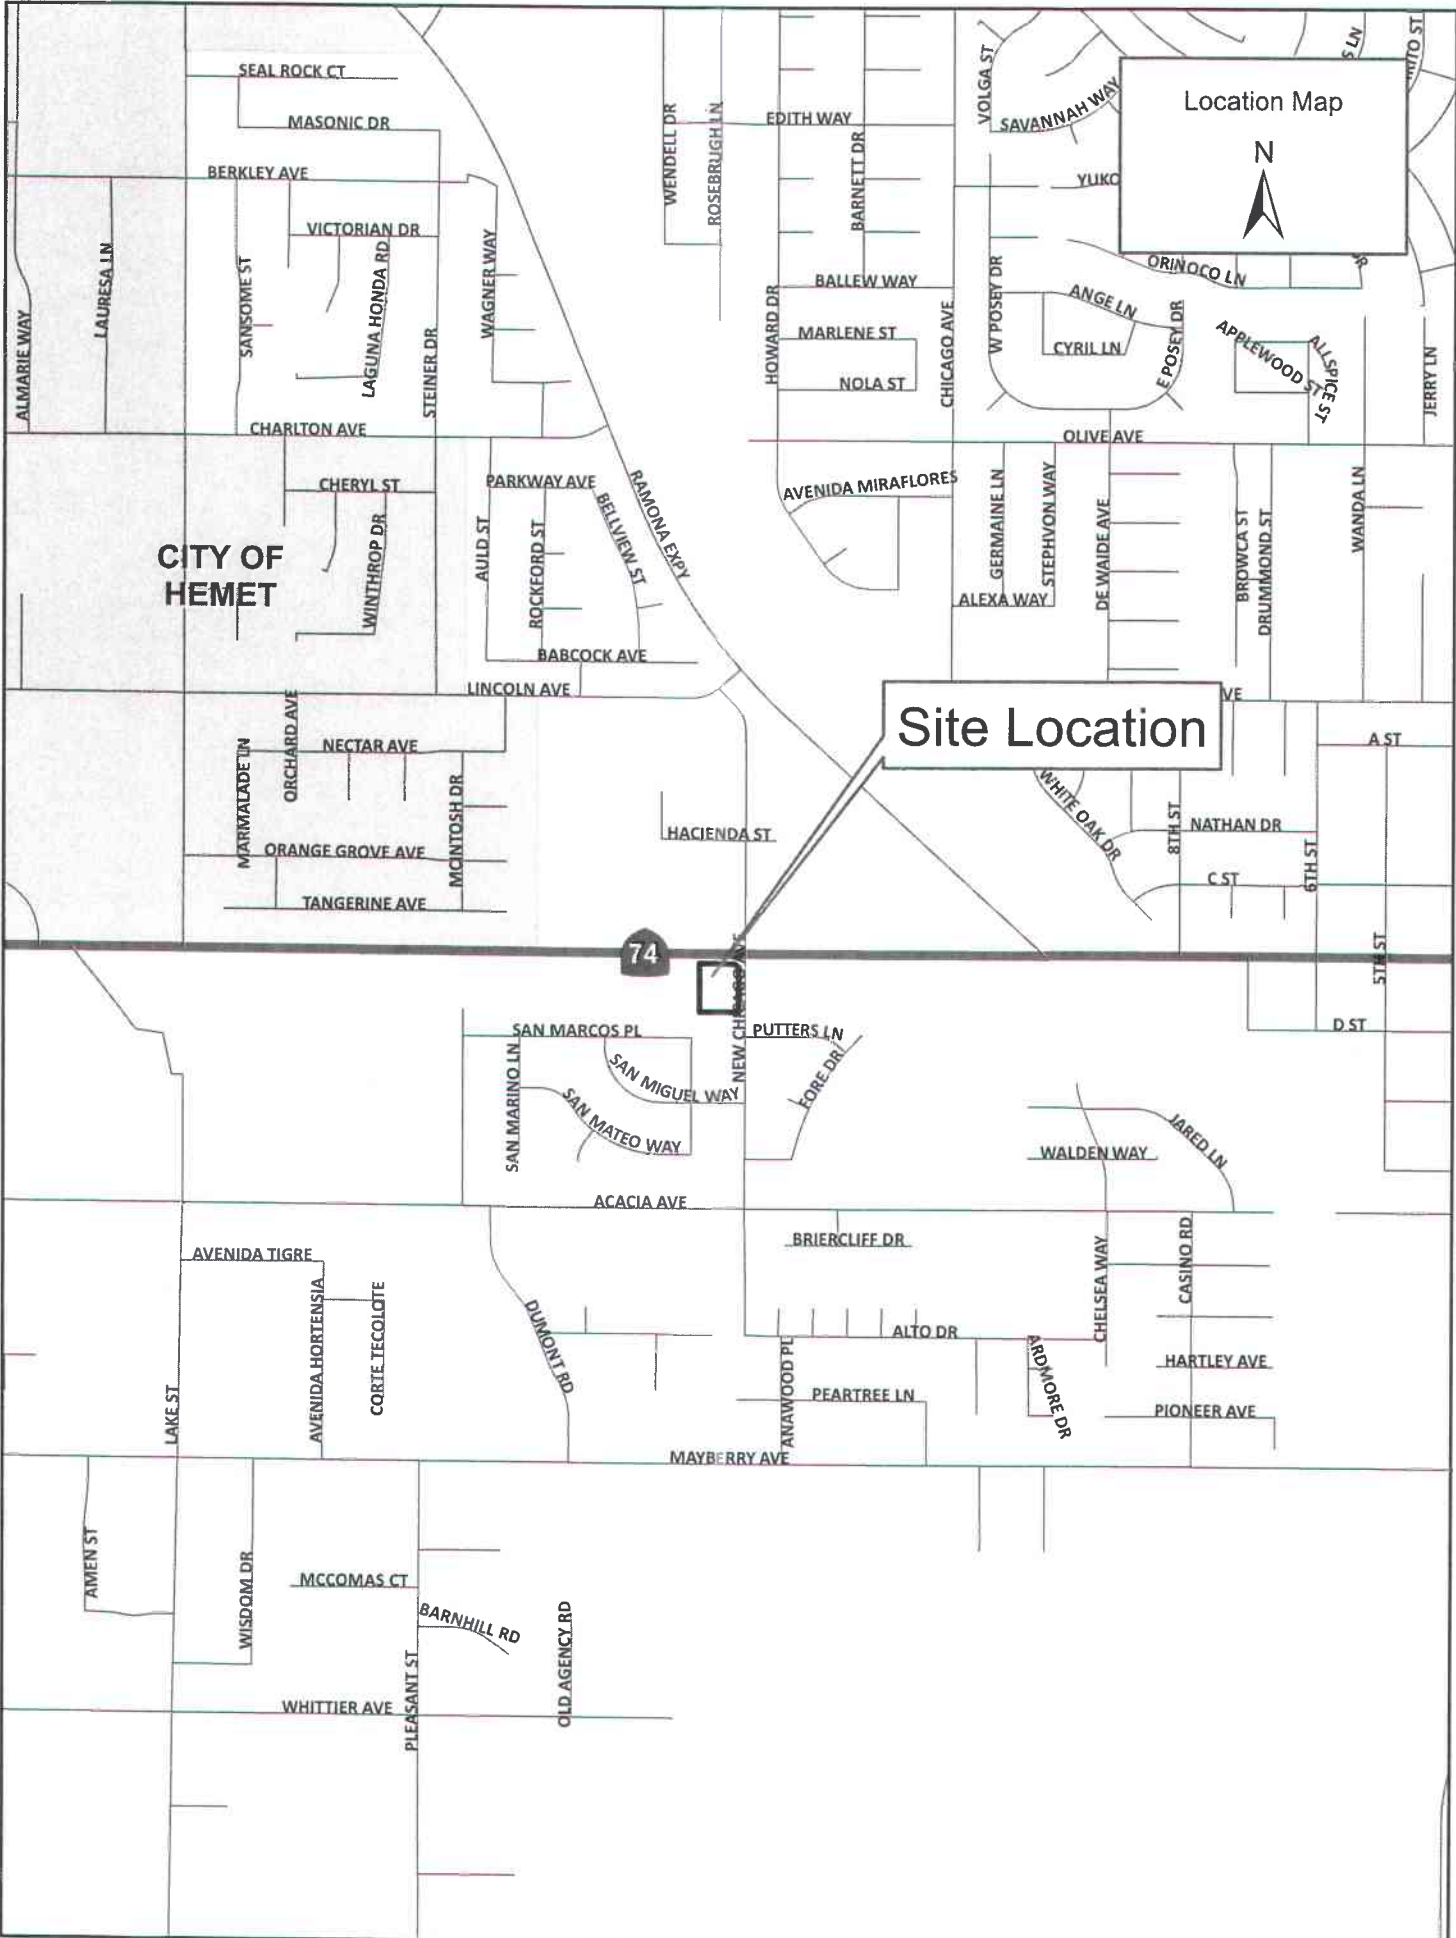 SEAL ROCK CT
MASONIC DR
BERKLEY AVE
VICTORIAN DR
ALMARIE WAY
LAURESA LN
SANSOME ST
LAGUNA HONDA RD
STEINER DR
WAGNER WAY
CHARLTON AVE
WENDELL DR
ROSEBRUGH LN
EDITH WAY
BARNETT DR
HOWARD DR
BALLEW WAY
MARLENE ST
NOLA ST
CHICAGO AVE
VOLGA ST
SAVANNAH WAY
S LN
Location Map
N
W POSEY DR
ORINOCO LN
ANGE LN
CYRIL LN
E POSEY DR
APPLEWOOD ST
ALLSPICE ST
JERRY LN
OLIVE AVE
CHERYL ST
WINTHROP DR
CITY OF
HEMET
AULD ST
PARKWAY AVE
ROCKFORD ST
BELLVIEW ST
RAMONA EXPY
BABCOCK AVE
LINCOLN AVE
AVENIDA MIRAFLORES
GERMAINE LN
STEPHVON WAY
ALEXA WAY
DE WAIDE AVE
BROWCA ST
DRUMMOND ST
WANDA LN
VE
Site Location
A ST
MARMALADE LN
ORCHARD AVE
NECTAR AVE
MCINTOSH DR
ORANGE GROVE AVE
TANGERINE AVE
HACIENDA ST
WHITE OAK DR
8TH ST
NATHAN DR
C ST
6TH ST
5TH ST
74
NEW CHICAGO AVE
D ST
SAN MARCOS PL
SAN MARINO LN
SAN MIGUEL WAY
SAN MATEO WAY
PUTTERS LN
FORE DR
JARED LN
WALDEN WAY
ACACIA AVE
AVENIDA TIGRE
AVENIDA HORTENSIA
CORTE TECOLOTE
LAKE ST
DUMONT RD
BRIERCLIFF DR
CHELSEA WAY
CASINO RD
ALTO DR
ANAWOOD PL
PEARTREE LN
ARDMORE DR
HARTLEY AVE
PIONEER AVE
MAYBERRY AVE
AMEN ST
WISDOM DR
MCCOMAS CT
BARNHILL RD
OLD AGENCY RD
PLEASANT ST
WHITTIER AVE